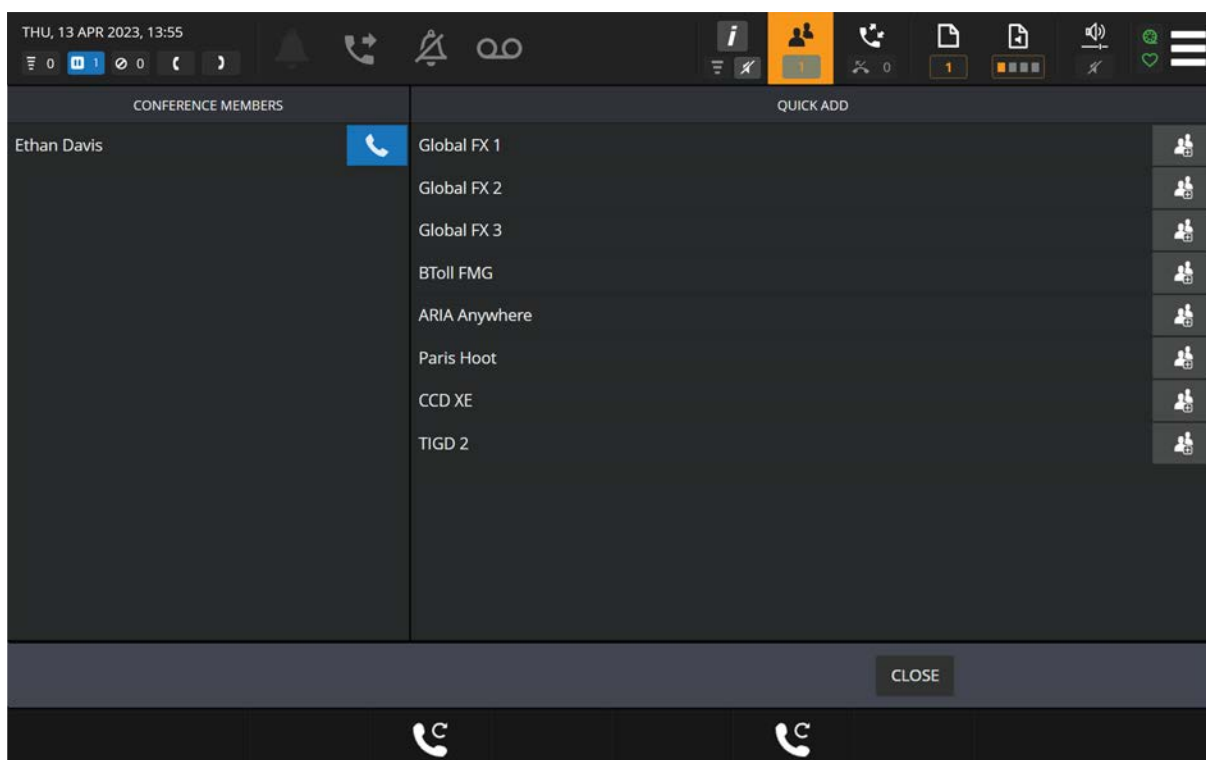 THU, 13 APR 2023, 13:55
0 1 0
i
1
0
1
CONFERENCE MEMBERS
QUICK ADD
Ethan Davis
Global FX 1
Global FX 2
Global FX 3
BToll FMG
ARIA Anywhere
Paris Hoot
CCD XE
TIGD 2
CLOSE